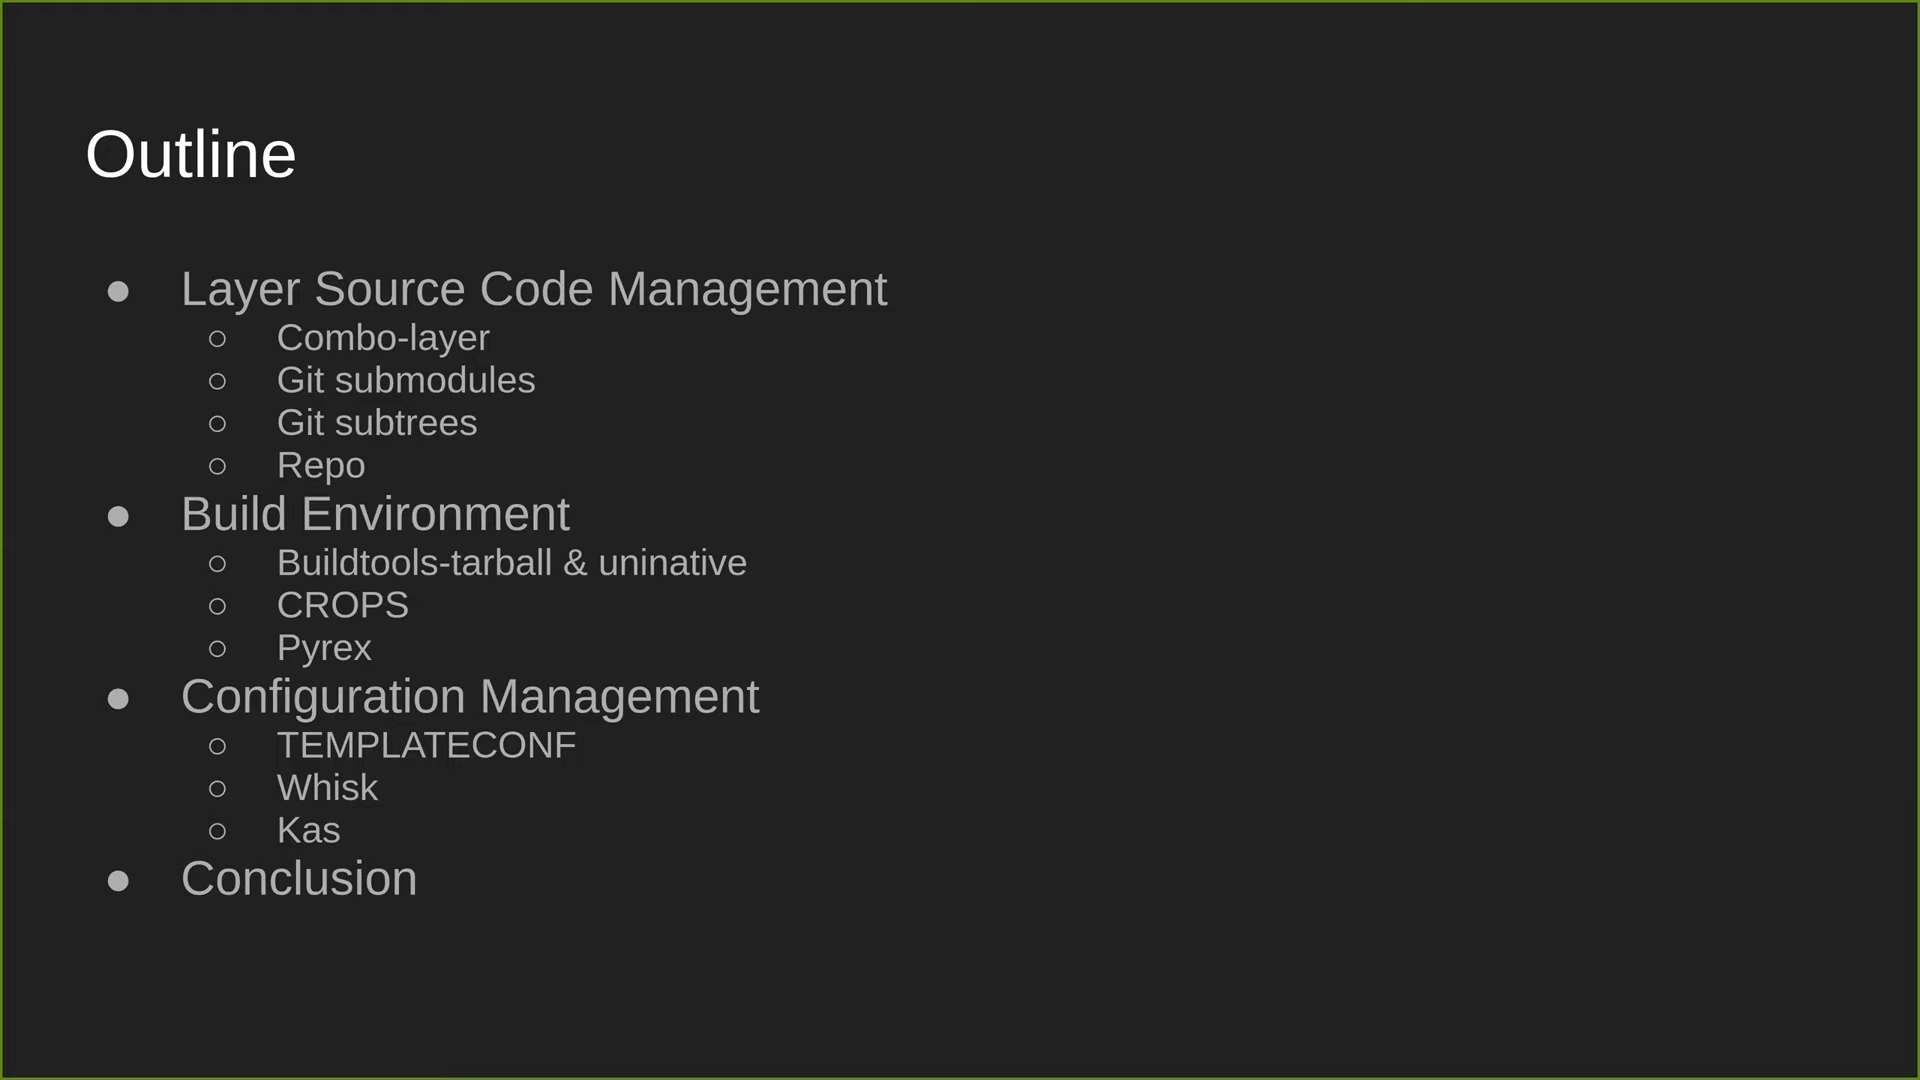 Outline
● Layer Source Code Management
○ Combo-layer
○ Git submodules
○ Git subtrees
○ Repo
● Build Environment
○ Buildtools-tarball & uninative
○ CROPS
○ Pyrex
● Configuration Management
○ TEMPLATECONF
○ Whisk
○ Kas
● Conclusion